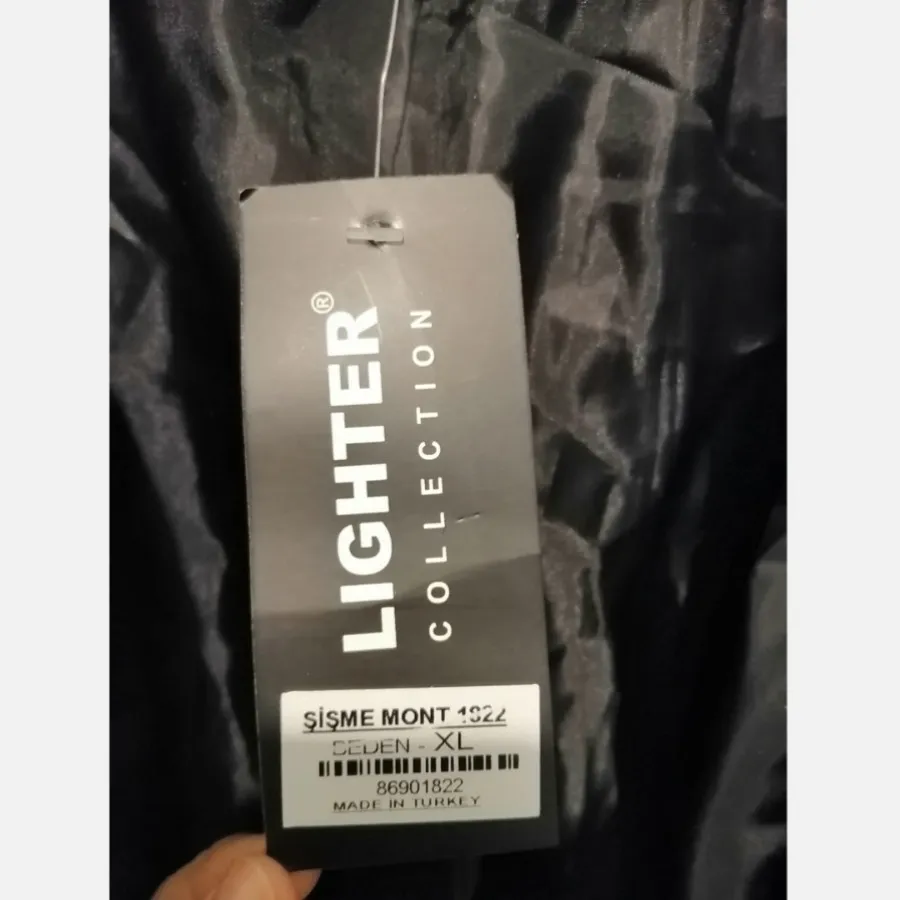 LIGHTER®
COLLECTION
ŞİŞME MONT 1822
BEDEN - XL
86901822
MADE IN TURKEY